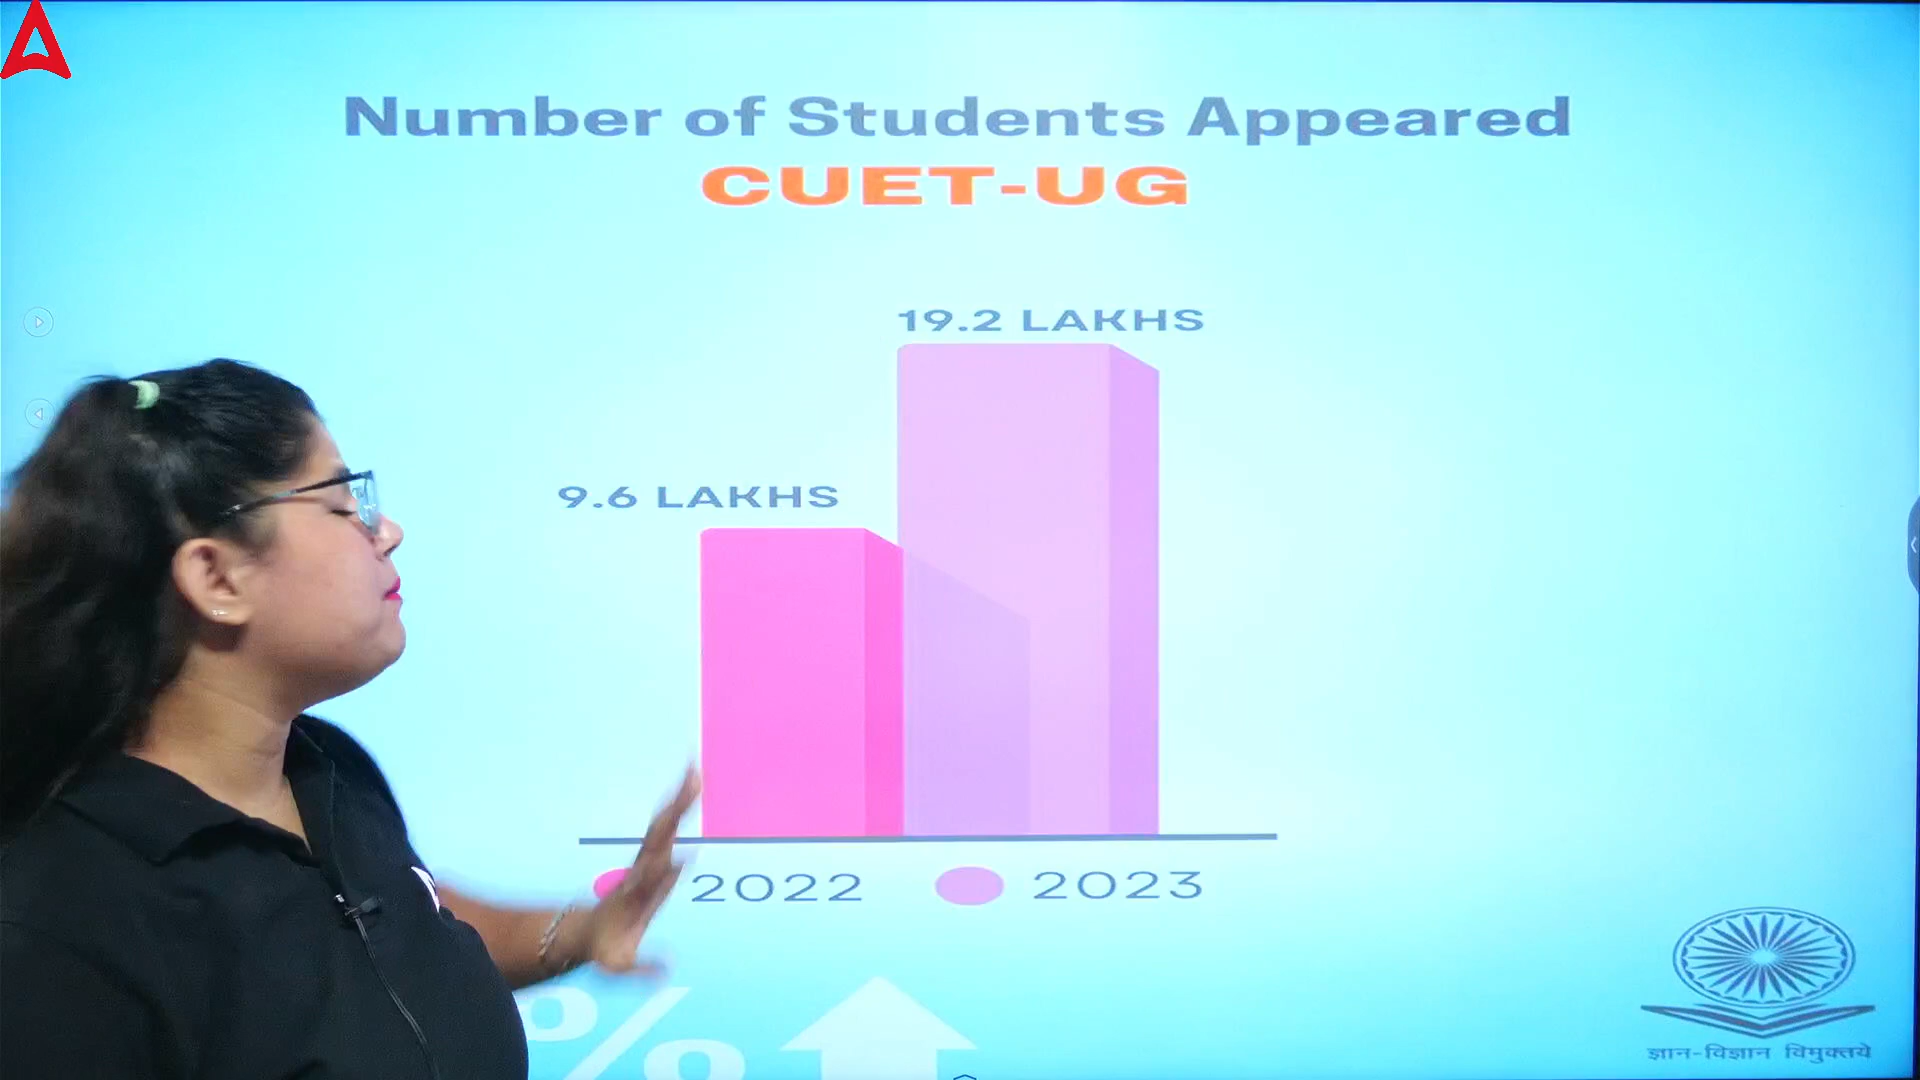 Number of Students Appeared
CUET-UG
19.2 LAKHS
9.6 LAKHS
2022
2023
%
ज्ञान-विज्ञान विमुक्तये